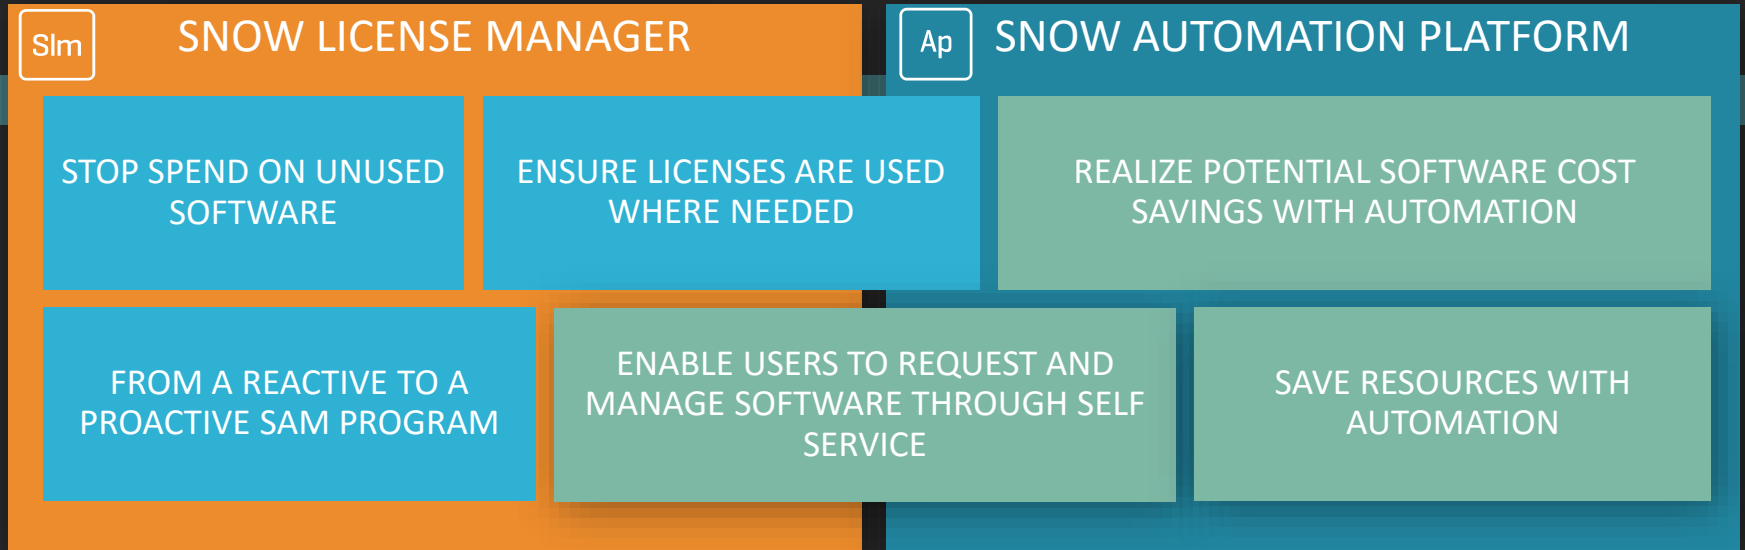 Slm
SNOW LICENSE MANAGER
Ap
SNOW AUTOMATION PLATFORM
STOP SPEND ON UNUSED
SOFTWARE
ENSURE LICENSES ARE USED
WHERE NEEDED
REALIZE POTENTIAL SOFTWARE COST
SAVINGS WITH AUTOMATION
FROM A REACTIVE TO A
PROACTIVE SAM PROGRAM
ENABLE USERS TO REQUEST AND
MANAGE SOFTWARE THROUGH SELF
SERVICE
SAVE RESOURCES WITH
AUTOMATION